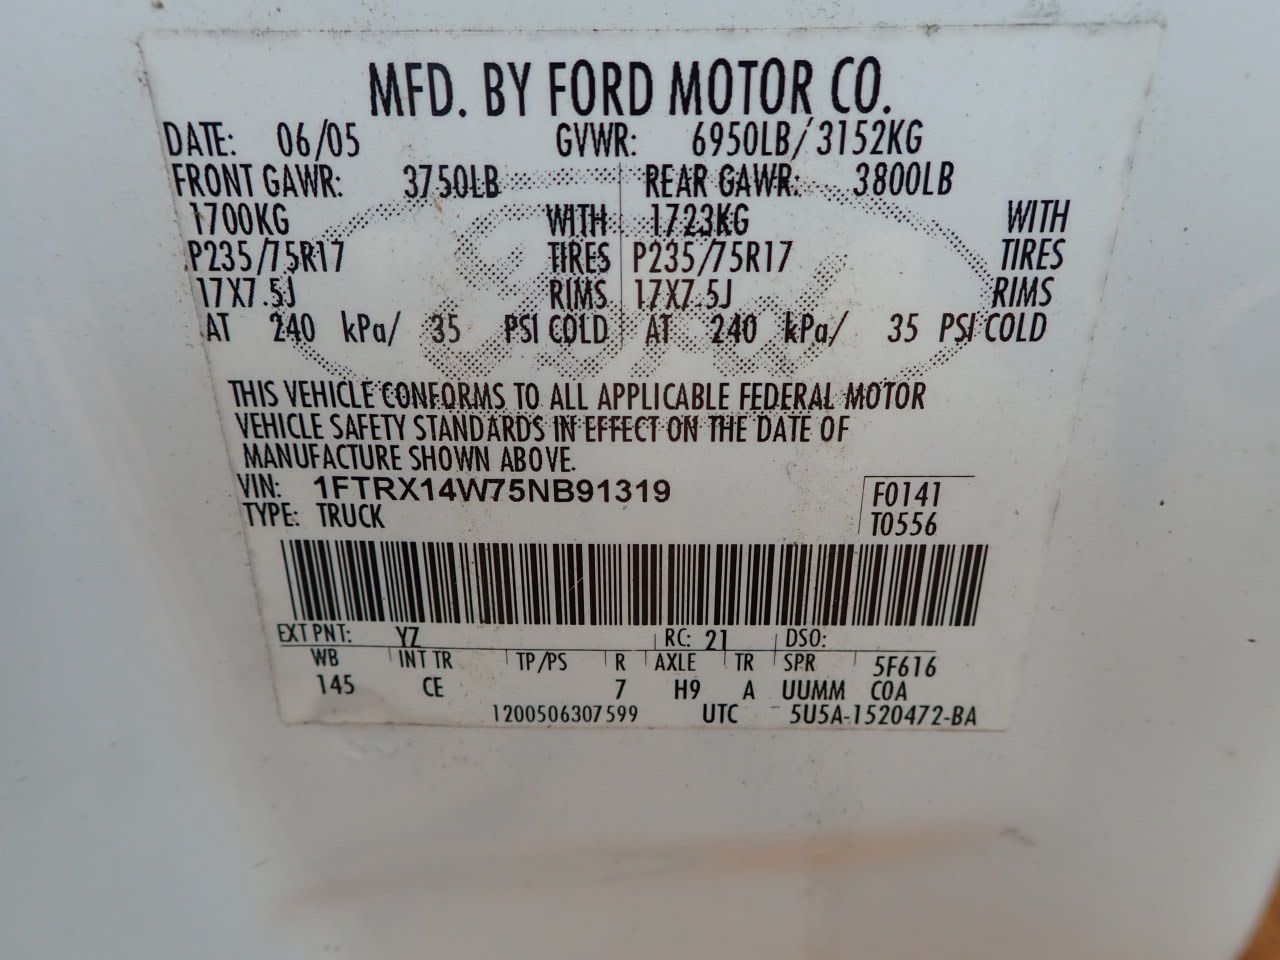 MFD. BY FORD MOTOR CO.
DATE: 06/05 GVWR: 6950LB/3152KG
FRONT GAWR: 3750LB REAR GAWR: 3800LB
1700KG WITH 1723KG WITH
P235/75R17 TIRES P235/75R17 TIRES
17X7.5J RIMS 17X7.5J RIMS
AT 240 kPa/ 35 PSI COLD AT 240 kPa/ 35 PSI COLD
THIS VEHICLE CONFORMS TO ALL APPLICABLE FEDERAL MOTOR
VEHICLE SAFETY STANDARDS IN EFFECT ON THE DATE OF
MANUFACTURE SHOWN ABOVE.
VIN: 1FTRX14W75NB91319 F0141
TYPE: TRUCK T0556
EXT PNT: YZ RC: 21 DSO:
WB INT TR TP/PS R AXLE TR SPR 5F616
145 CE 7 H9 A UUMM COA
1200506307599 UTC 5U5A-1520472-BA